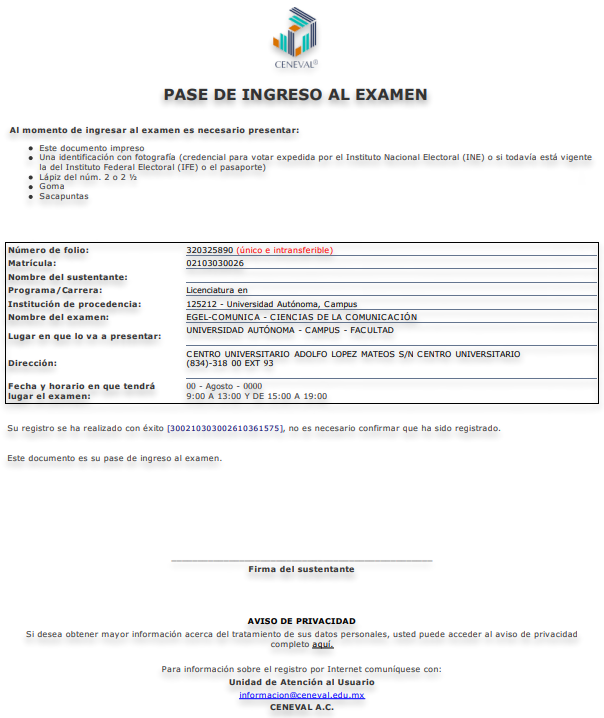 CENEVAL®
PASE DE INGRESO AL EXAMEN
Al momento de ingresar al examen es necesario presentar:
Este documento impreso
Una identificación con fotografía (credencial para votar expedida por el Instituto Nacional Electoral (INE) o si todavía está vigente
la del Instituto Federal Electoral (IFE) o el pasaporte)
Lápiz del núm. 2 o 2 ½
Goma
Sacapuntas
Número de folio: 320325890 (único e intransferible)
Matrícula: 02103030026
Nombre del sustentante:
Programa/Carrera: Licenciatura en
Institución de procedencia: 125212 - Universidad Autónoma, Campus
Nombre del examen: EGEL-COMUNICA - CIENCIAS DE LA COMUNICACIÓN
Lugar en que lo va a presentar: UNIVERSIDAD AUTÓNOMA - CAMPUS - FACULTAD
Dirección: CENTRO UNIVERSITARIO ADOLFO LOPEZ MATEOS S/N CENTRO UNIVERSITARIO
(834)-318 00 EXT 93
Fecha y horario en que tendrá 00 - Agosto - 0000
lugar el examen: 9:00 A 13:00 Y DE 15:00 A 19:00
Su registro se ha realizado con éxito [300210303002610361575], no es necesario confirmar que ha sido registrado.
Este documento es su pase de ingreso al examen.
Firma del sustentante
AVISO DE PRIVACIDAD
Si desea obtener mayor información acerca del tratamiento de sus datos personales, usted puede acceder al aviso de privacidad
completo aquí.
Para información sobre el registro por Internet comuníquese con:
Unidad de Atención al Usuario
informacion@ceneval.edu.mx
CENEVAL A.C.